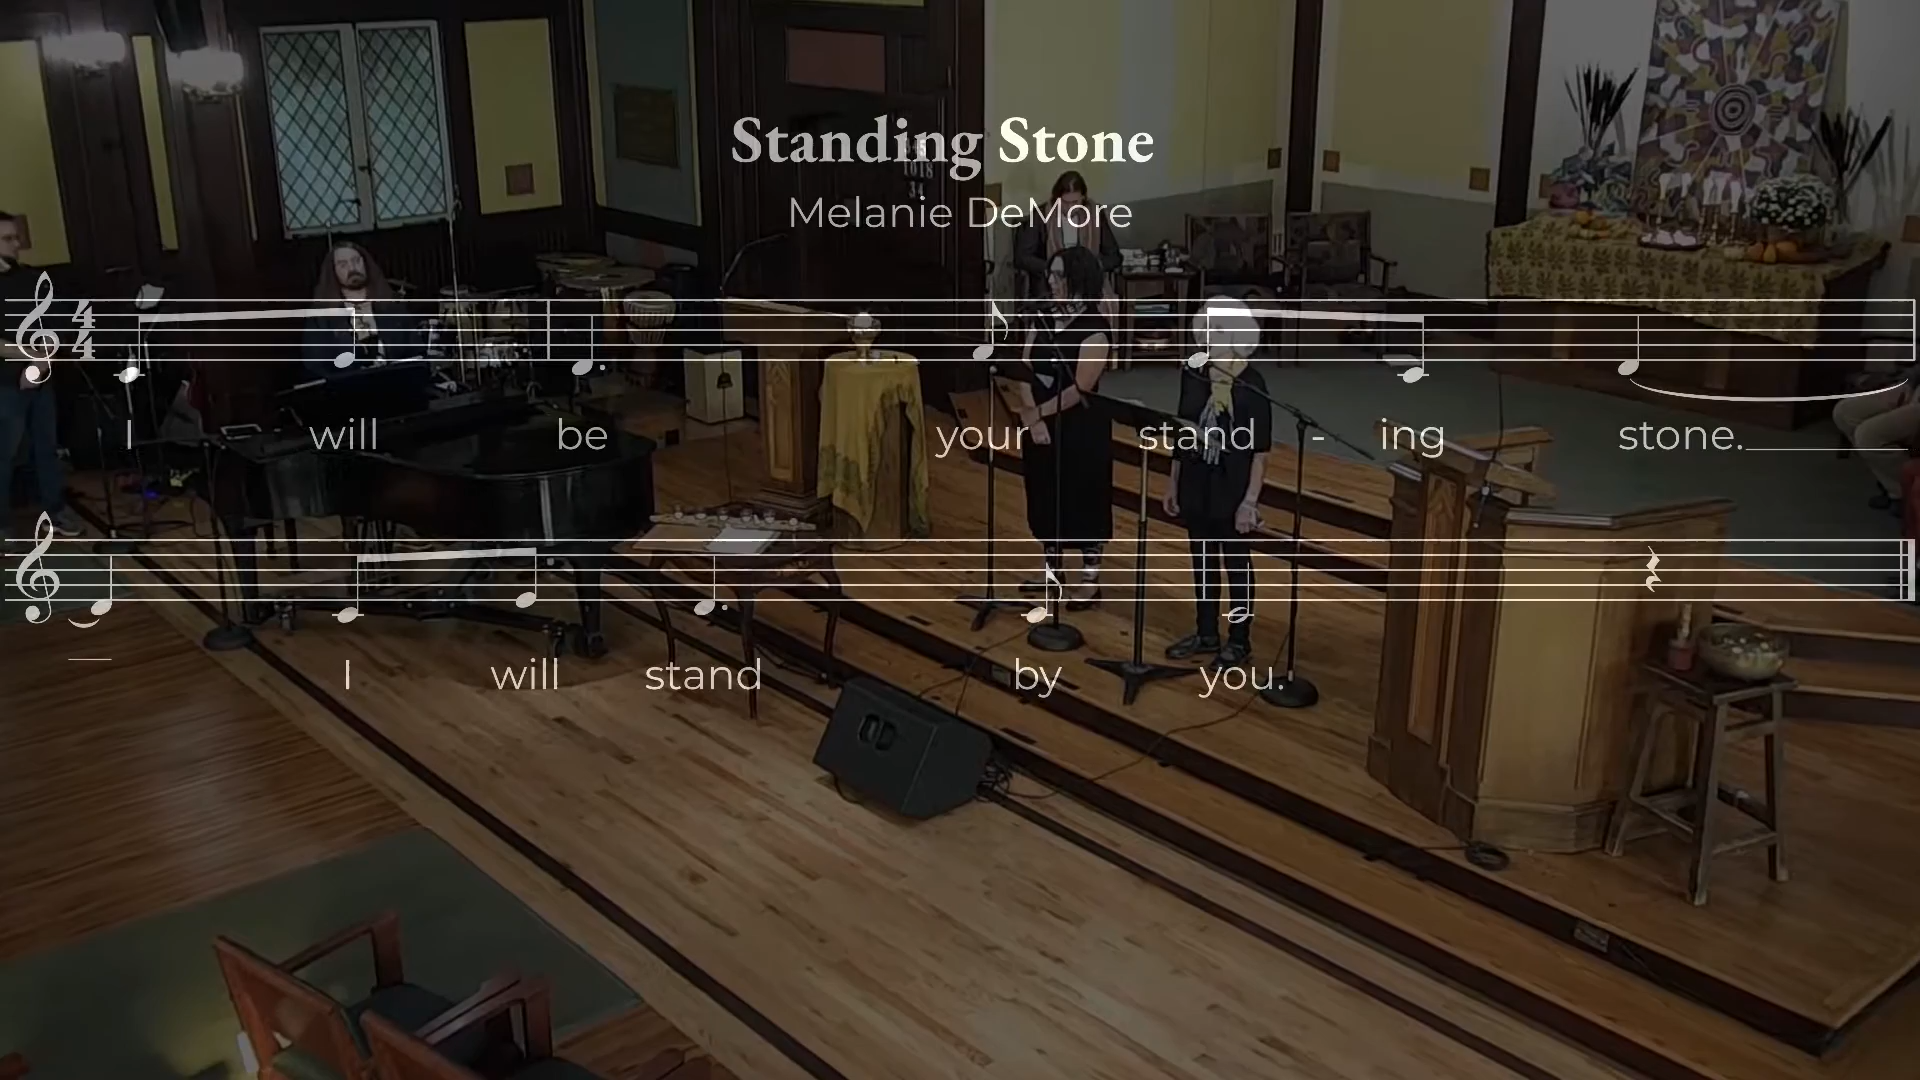 Standing Stone
Melanie DeMore
I will be your stand - ing stone.
I will stand by you.